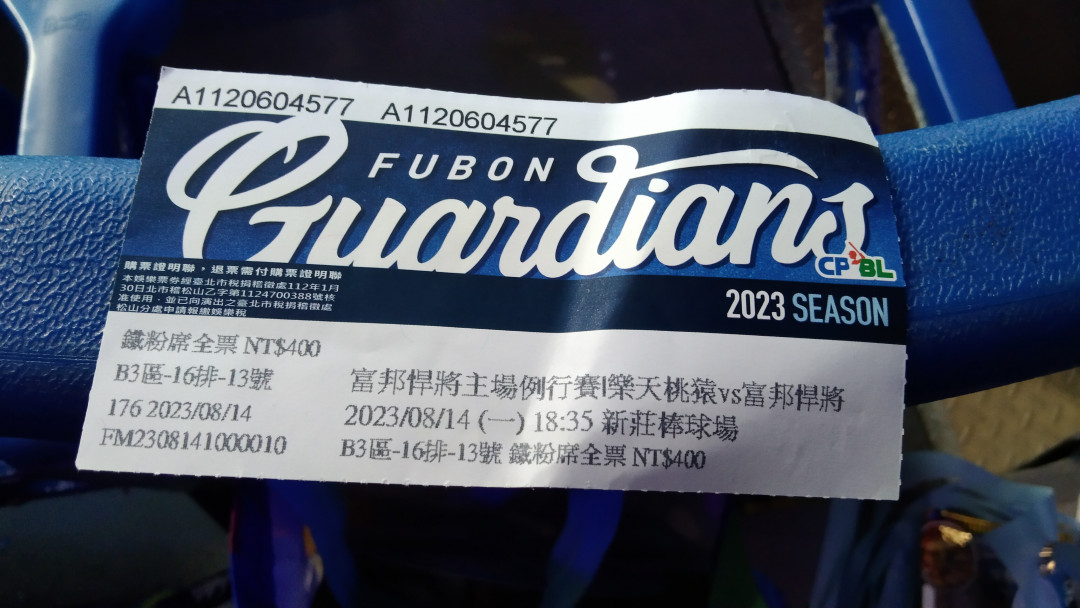 A1120604577 A1120604577
FUBON
Guardians
CPBL
2023 SEASON
購票證明聯，退票需付購票證明聯
本娛樂票券經臺北市稅捐稽徵處112年1月
30日北市稽松山乙字第1124700388號核
准使用，並已向演出之臺北市稅捐稽徵處
松山分處申請報繳娛樂稅
鐵粉席全票 NT$400
B3區-16排-13號
176 2023/08/14
FM2308141000010
富邦悍將主場例行賽|樂天桃猿vs富邦悍將
2023/08/14 (一) 18:35 新莊棒球場
B3區-16排-13號 鐵粉席全票 NT$400